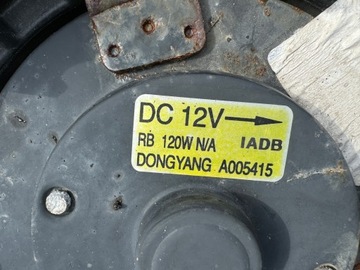 DC 12V →
RB 120W N/A IADB
DONGYANG A005415